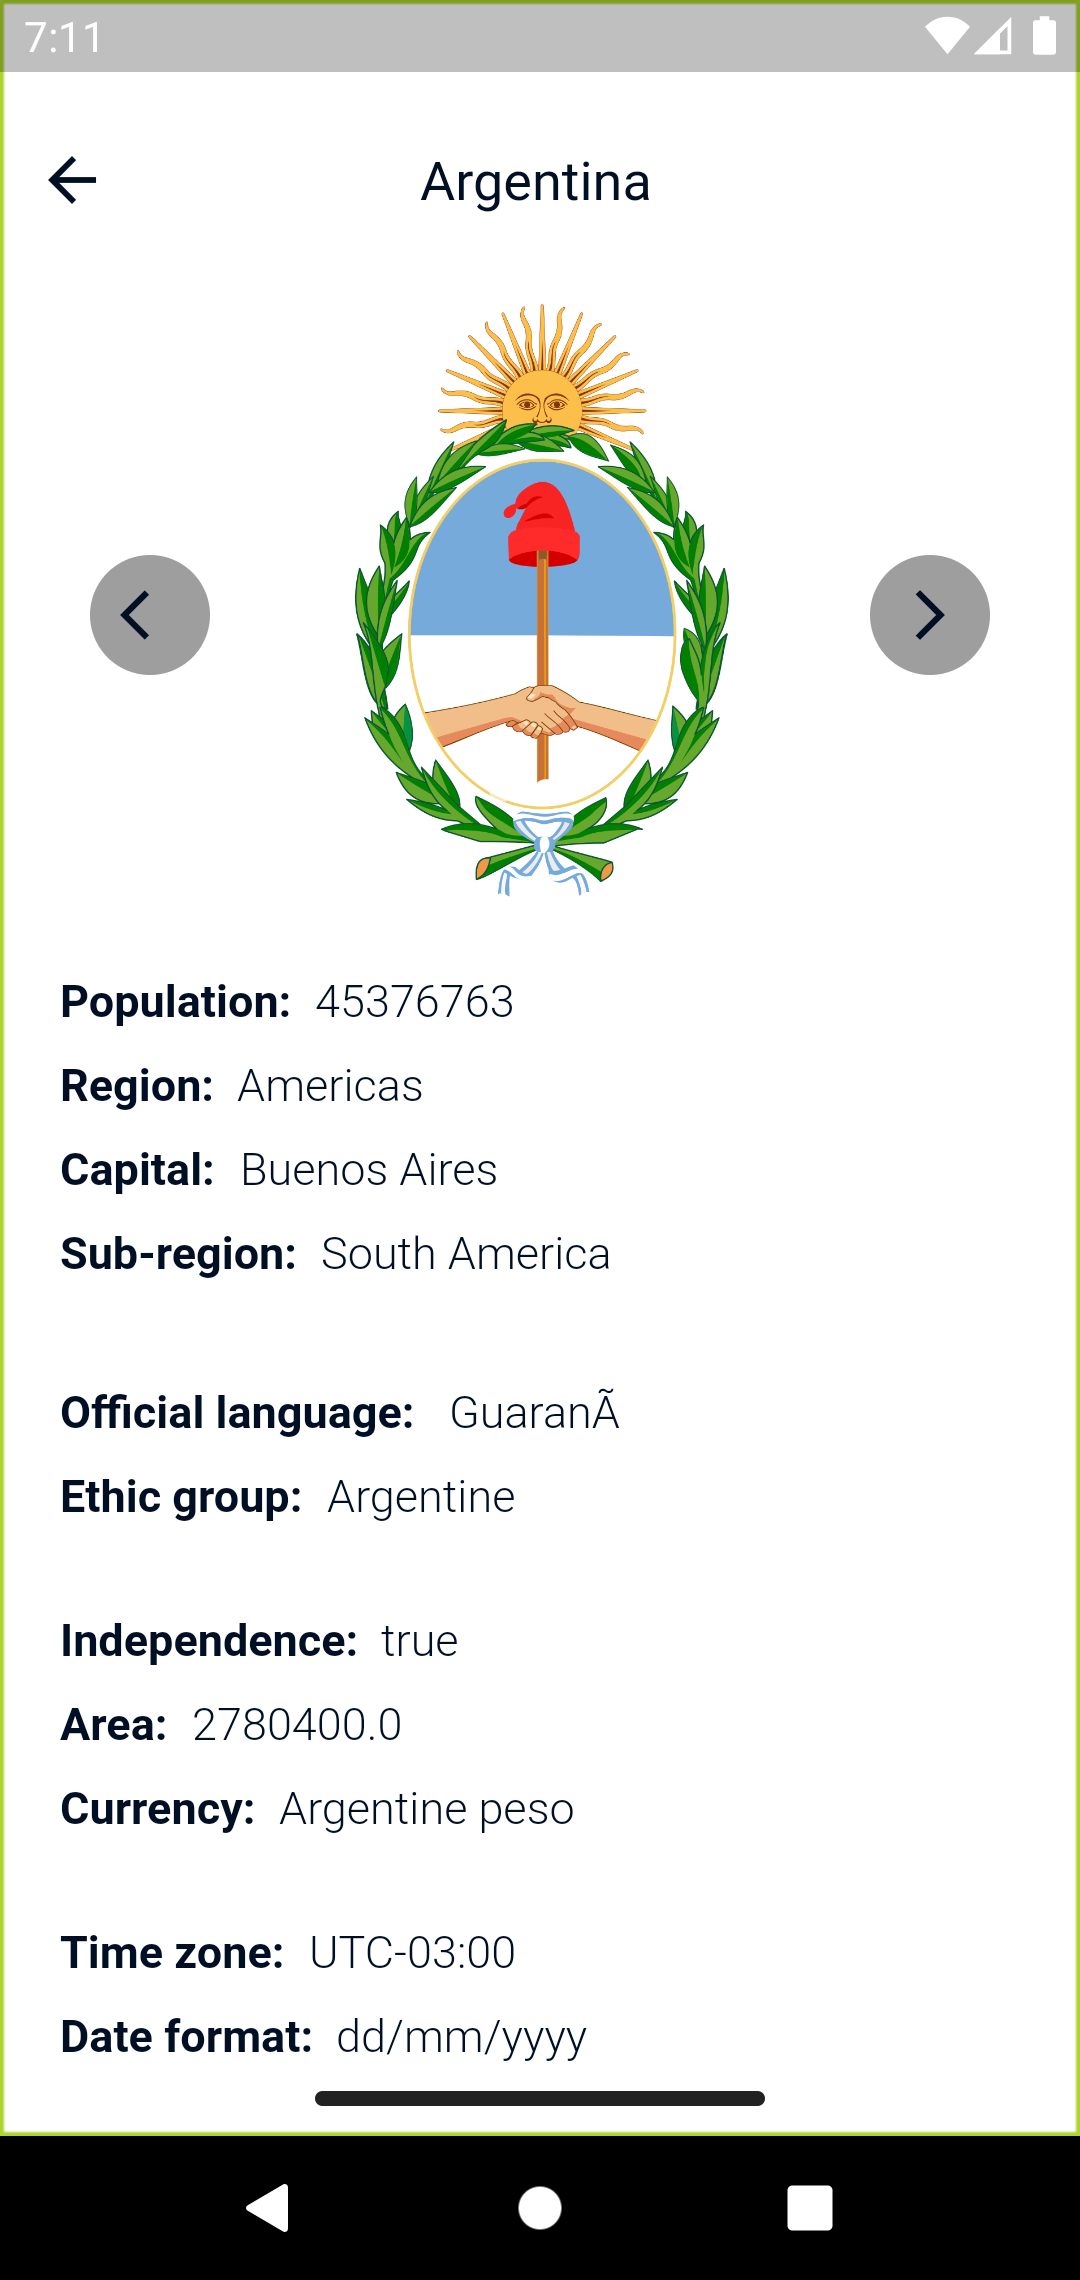 7:11
Argentina
Population: 45376763
Region: Americas
Capital: Buenos Aires
Sub-region: South America
Official language: GuaranÃ
Ethic group: Argentine
Independence: true
Area: 2780400.0
Currency: Argentine peso
Time zone: UTC-03:00
Date format: dd/mm/yyyy